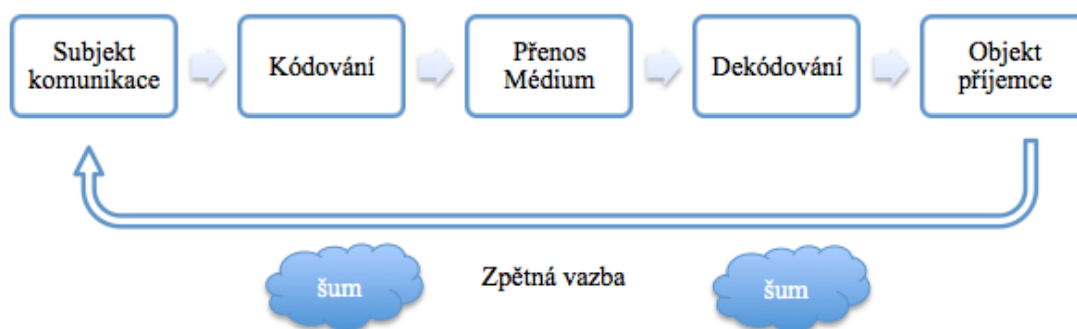 Subjekt
komunikace
Kódování
Přenos
Médium
Dekódování
Objekt
příjemce
šum
Zpětná vazba
šum